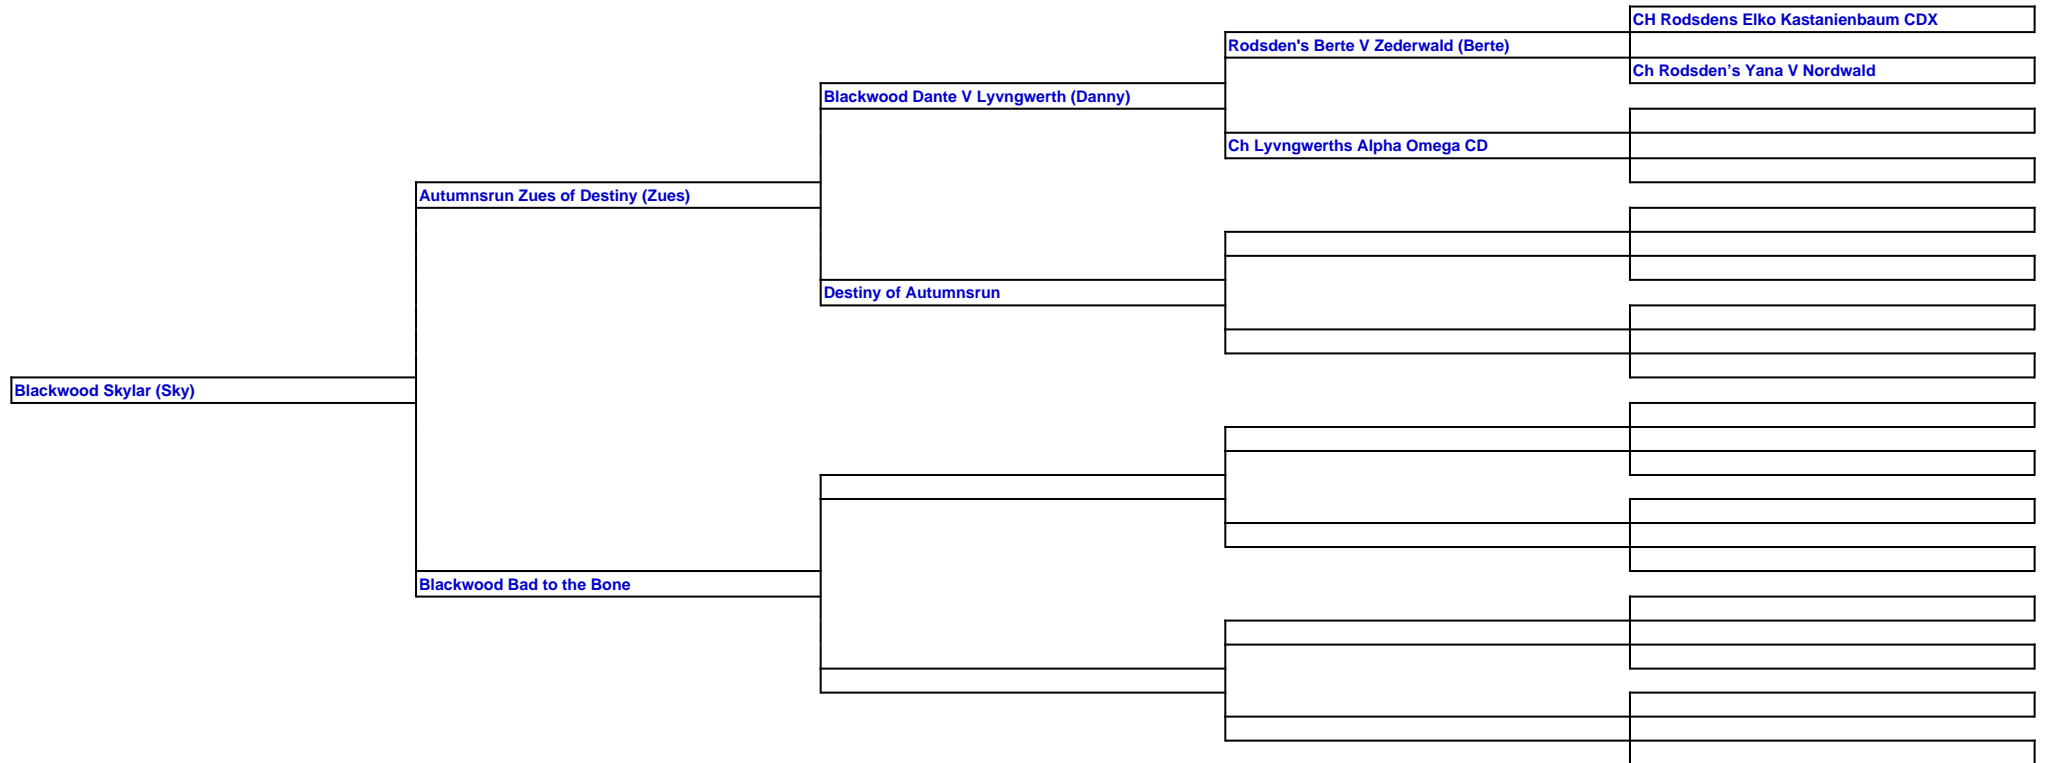 CH Rodsdens Elko Kastanienbaum CDX
Rodsden's Berte V Zederwald (Berte)
Ch Rodsden’s Yana V Nordwald
Blackwood Dante V Lyvngwerth (Danny)
Ch Lyvngwerths Alpha Omega CD
Autumnsrun Zues of Destiny (Zues)
Destiny of Autumnsrun
Blackwood Skylar (Sky)
Blackwood Bad to the Bone